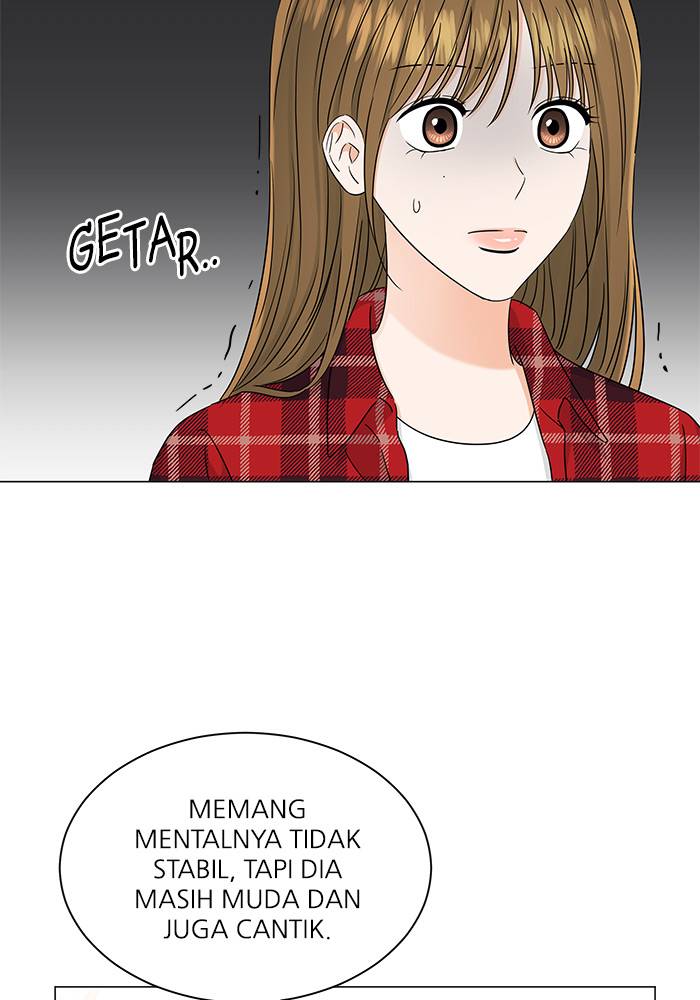 GETAR..
MEMANG
MENTALNYA TIDAK
STABIL, TAPI DIA
MASIH MUDA DAN
JUGA CANTIK.